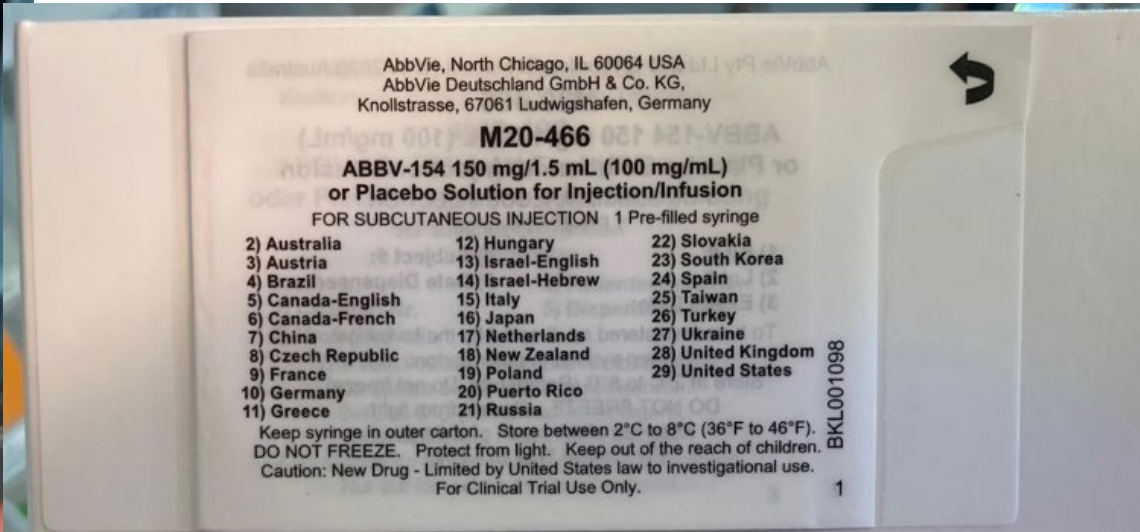 AbbVie, North Chicago, IL 60064 USA
AbbVie Deutschland GmbH & Co. KG,
Knollstrasse, 67061 Ludwigshafen, Germany
M20-466
ABBV-154 150 mg/1.5 mL (100 mg/mL)
or Placebo Solution for Injection/Infusion
FOR SUBCUTANEOUS INJECTION 1 Pre-filled syringe
2) Australia
3) Austria
4) Brazil
5) Canada-English
6) Canada-French
7) China
8) Czech Republic
9) France
10) Germany
11) Greece
12) Hungary
13) Israel-English
14) Israel-Hebrew
15) Italy
16) Japan
17) Netherlands
18) New Zealand
19) Poland
20) Puerto Rico
21) Russia
22) Slovakia
23) South Korea
24) Spain
25) Taiwan
26) Turkey
27) Ukraine
28) United Kingdom
29) United States
Keep syringe in outer carton. Store between 2°C to 8°C (36°F to 46°F).
DO NOT FREEZE. Protect from light. Keep out of the reach of children.
Caution: New Drug - Limited by United States law to investigational use.
For Clinical Trial Use Only.
BKL001098
1